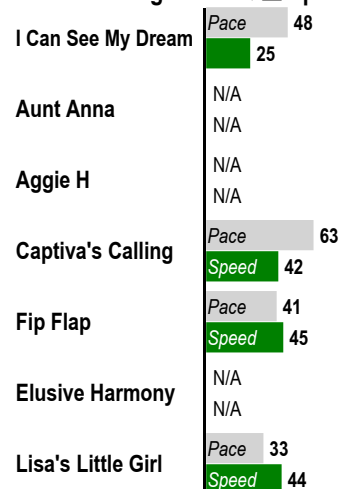 I Can See My Dream
Pace 48
25
Aunt Anna
N/A
N/A
Aggie H
N/A
N/A
Captiva's Calling
Pace 63
Speed 42
Fip Flap
Pace 41
Speed 45
Elusive Harmony
N/A
N/A
Lisa's Little Girl
Pace 33
Speed 44